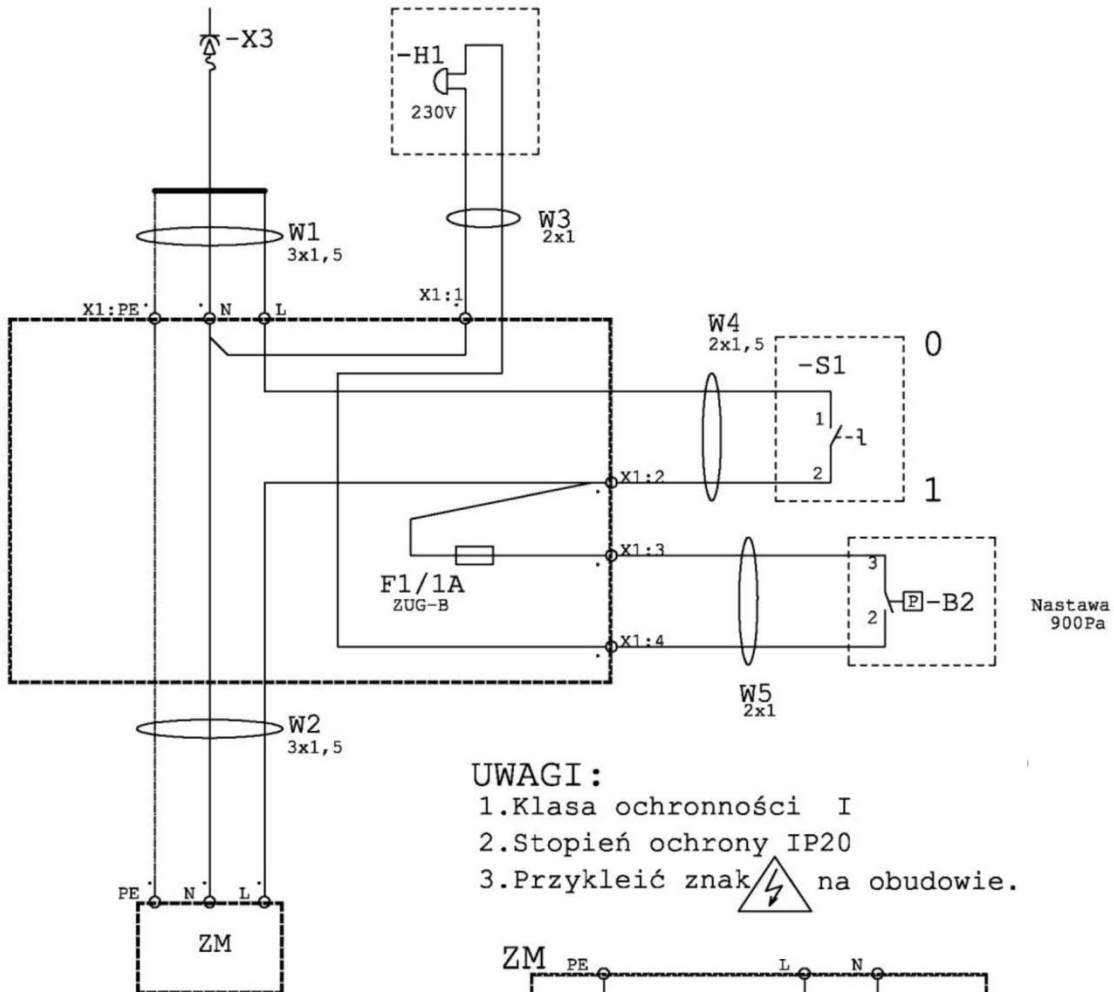 -X3
-H1
230V
W1
3x1,5
W3
2x1
X1:PE
N
L
X1:1
W4
2x1,5
-S1
0
1
2
1
X1:2
X1:3
F1/1A
ZUG-B
3
P
-B2
2
Nastawa
900Pa
X1:4
W5
2x1
W2
3x1,5
UWAGI:
1.Klasa ochronności I
2.Stopień ochrony IP20
3.Przykleić znak na obudowie.
PE
N
L
ZM
ZM
PE
L
N